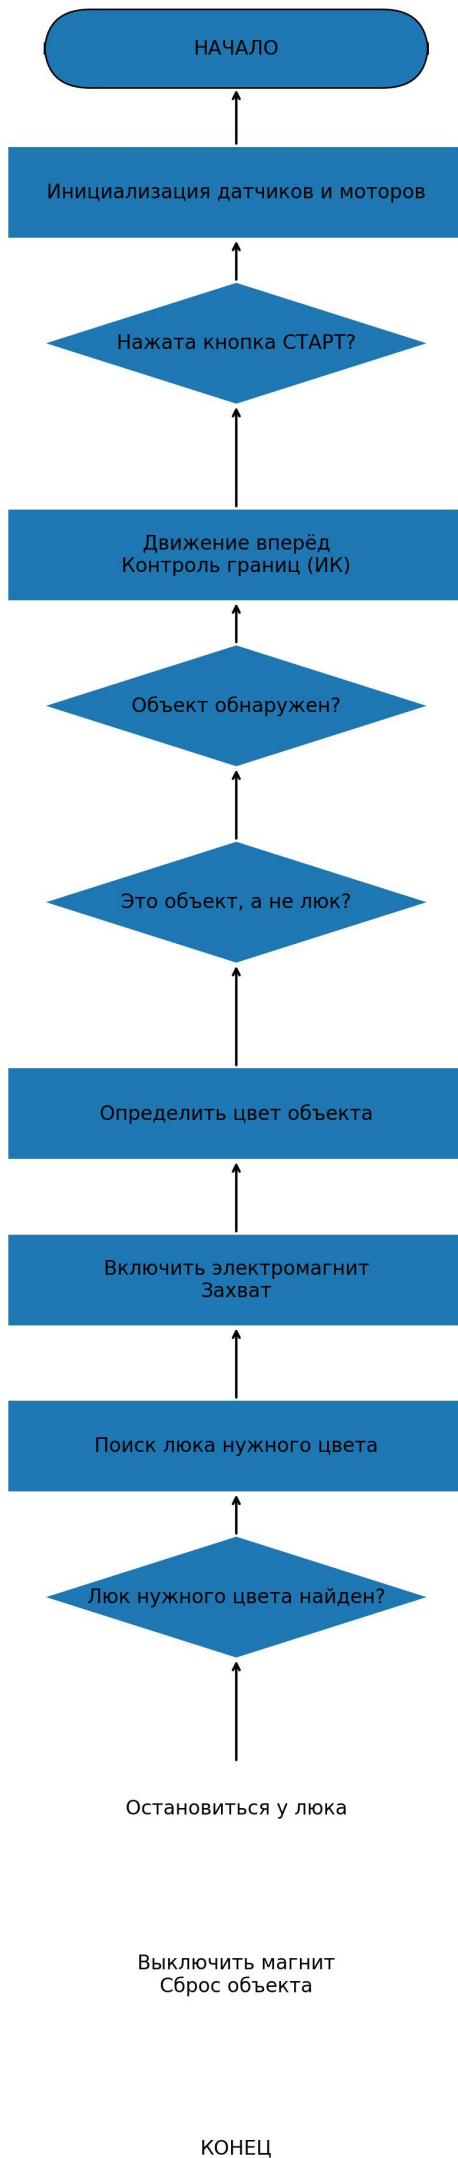 НАЧАЛО
Инициализация датчиков и моторов
Нажата кнопка СТАРТ?
Движение вперёд
Контроль границ (ИК)
Объект обнаружен?
Это объект, а не люк?
Определить цвет объекта
Включить электромагнит
Захват
Поиск люка нужного цвета
Люк нужного цвета найден?
Остановиться у люка
Выключить магнит
Сброс объекта
КОНЕЦ